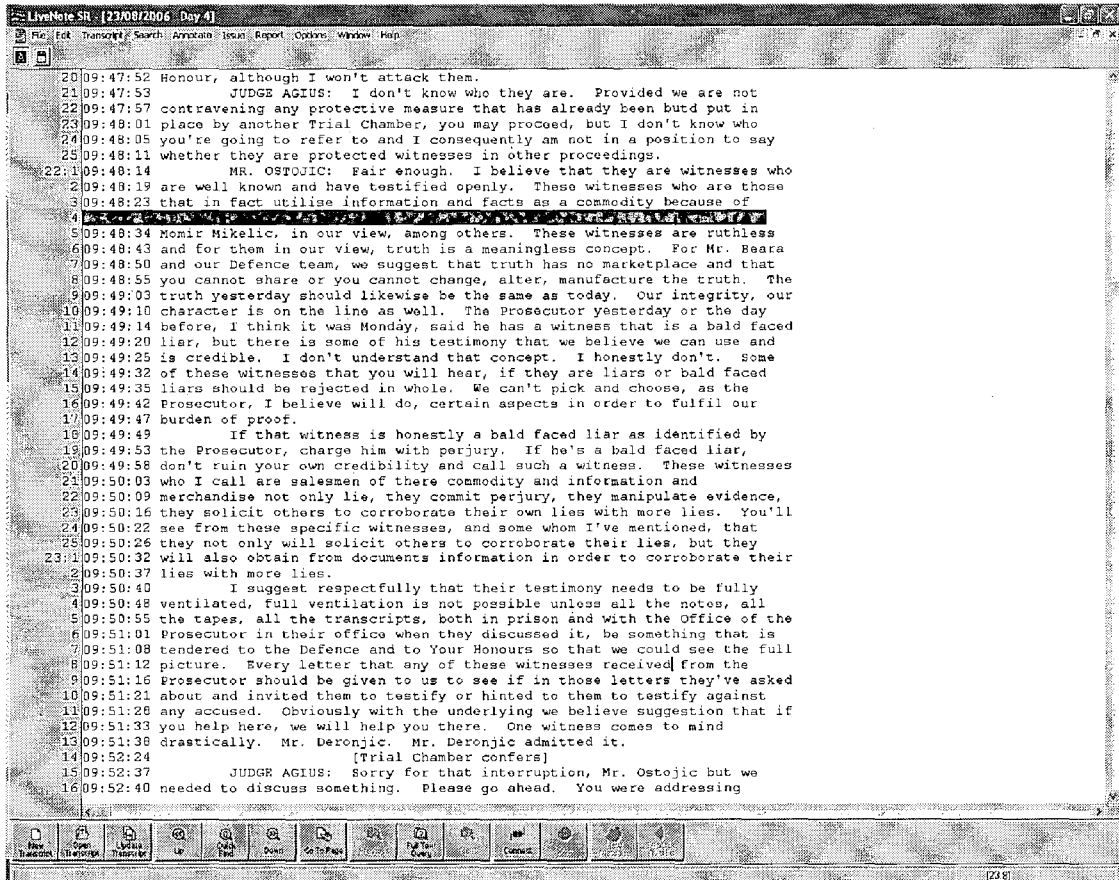 LiveNote SR - [23/08/2006 Day 4]
File Edit Transcript Search Annotate Issue Report Options Window Help
20 09:47:52 Honour, although I won't attack them.
21 09:47:53 JUDGE AGIUS: I don't know who they are. Provided we are not
22 09:47:57 contravening any protective measure that has already been butd put in
23 09:48:01 place by another Trial Chamber, you may proceed, but I don't know who
24 09:48:05 you're going to refer to and I consequently am not in a position to say
25 09:48:11 whether they are protected witnesses in other proceedings.
22:1 09:48:14 MR. OSTOJIC: Fair enough. I believe that they are witnesses who
2 09:48:19 are well known and have testified openly. These witnesses who are those
3 09:48:23 that in fact utilise information and facts as a commodity because of
4
5 09:48:34 Momir Mikelic, in our view, among others. These witnesses are ruthless
6 09:48:43 and for them in our view, truth is a meaningless concept. For Mr. Beara
7 09:48:50 and our Defence team, we suggest that truth has no marketplace and that
8 09:48:55 you cannot share or you cannot change, alter, manufacture the truth. The
9 09:49:03 truth yesterday should likewise be the same as today. Our integrity, our
10 09:49:10 character is on the line as well. The Prosecutor yesterday or the day
11 09:49:14 before, I think it was Monday, said he has a witness that is a bald faced
12 09:49:20 liar, but there is some of his testimony that we believe we can use and
13 09:49:25 is credible. I don't understand that concept. I honestly don't. Some
14 09:49:32 of these witnesses that you will hear, if they are liars or bald faced
15 09:49:35 liars should be rejected in whole. We can't pick and choose, as the
16 09:49:42 Prosecutor, I believe will do, certain aspects in order to fulfil our
17 09:49:47 burden of proof.
18 09:49:49 If that witness is honestly a bald faced liar as identified by
19 09:49:53 the Prosecutor, charge him with perjury. If he's a bald faced liar,
20 09:49:58 don't ruin your own credibility and call such a witness. These witnesses
21 09:50:03 who I call are salesmen of there commodity and information and
22 09:50:09 merchandise not only lie, they commit perjury, they manipulate evidence,
23 09:50:16 they solicit others to corroborate their own lies with more lies. You'll
24 09:50:22 see from these specific witnesses, and some whom I've mentioned, that
25 09:50:26 they not only will solicit others to corroborate their lies, but they
23:1 09:50:32 will also obtain from documents information in order to corroborate their
2 09:50:37 lies with more lies.
3 09:50:40 I suggest respectfully that their testimony needs to be fully
4 09:50:48 ventilated, full ventilation is not possible unless all the notes, all
5 09:50:55 the tapes, all the transcripts, both in prison and with the Office of the
6 09:51:01 Prosecutor in their office when they discussed it, be something that is
7 09:51:08 tendered to the Defence and to Your Honours so that we could see the full
8 09:51:12 picture. Every letter that any of these witnesses received from the
9 09:51:16 Prosecutor should be given to us to see if in those letters they've asked
10 09:51:21 about and invited them to testify or hinted to them to testify against
11 09:51:28 any accused. Obviously with the underlying we believe suggestion that if
12 09:51:33 you help here, we will help you there. One witness comes to mind
13 09:51:38 drastically. Mr. Deronjic. Mr. Deronjic admitted it.
14 09:52:24 [Trial Chamber confers]
15 09:52:37 JUDGE AGIUS: Sorry for that interruption, Mr. Ostojic but we
16 09:52:40 needed to discuss something. Please go ahead. You were addressing
New Transcript Open Transcript Update Transcript Up Quick Find Down Go To Page Full Text Query Connect
[23:8]